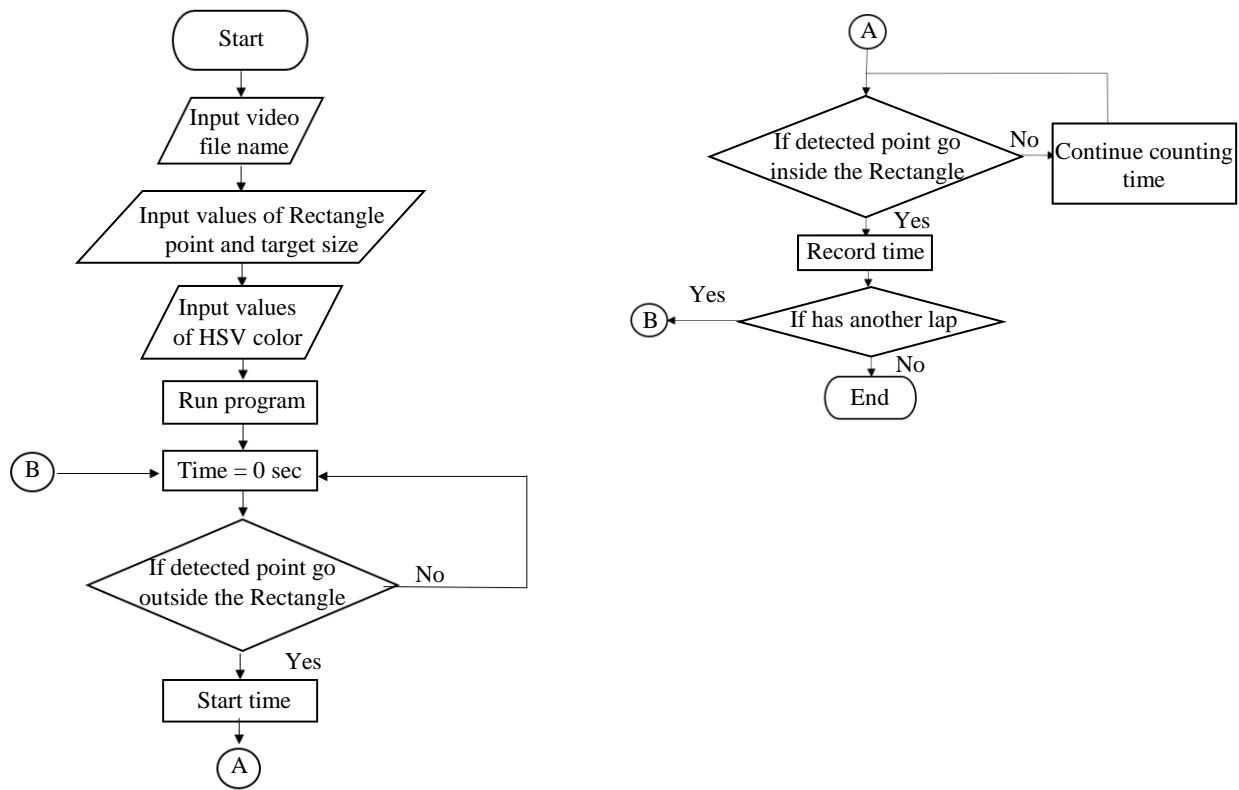 Start
Input video
file name
Input values of Rectangle
point and target size
Input values
of HSV color
Run program
B
Time = 0 sec
If detected point go
outside the Rectangle
No
Yes
Start time
A
A
If detected point go
inside the Rectangle
No
Continue counting
time
Yes
Record time
Yes
B
If has another lap
No
End